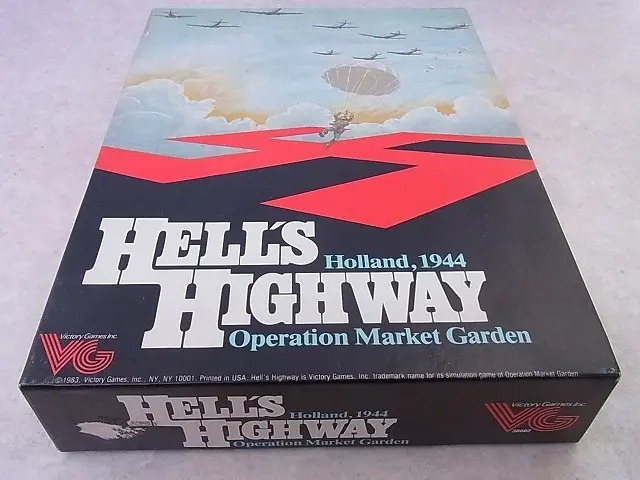 HELL'S
Holland, 1944
HIGHWAY
Operation Market Garden
Victory Games Inc.
VG
©1983, Victory Games, Inc., NY, NY 10001. Printed in USA. Hell's Highway is Victory Games, Inc. trademark name for its simulation game of Operation Market Garden.
HELL'S
Holland, 1944
HIGHWAY
Operation Market Garden
Victory Games Inc.
VG